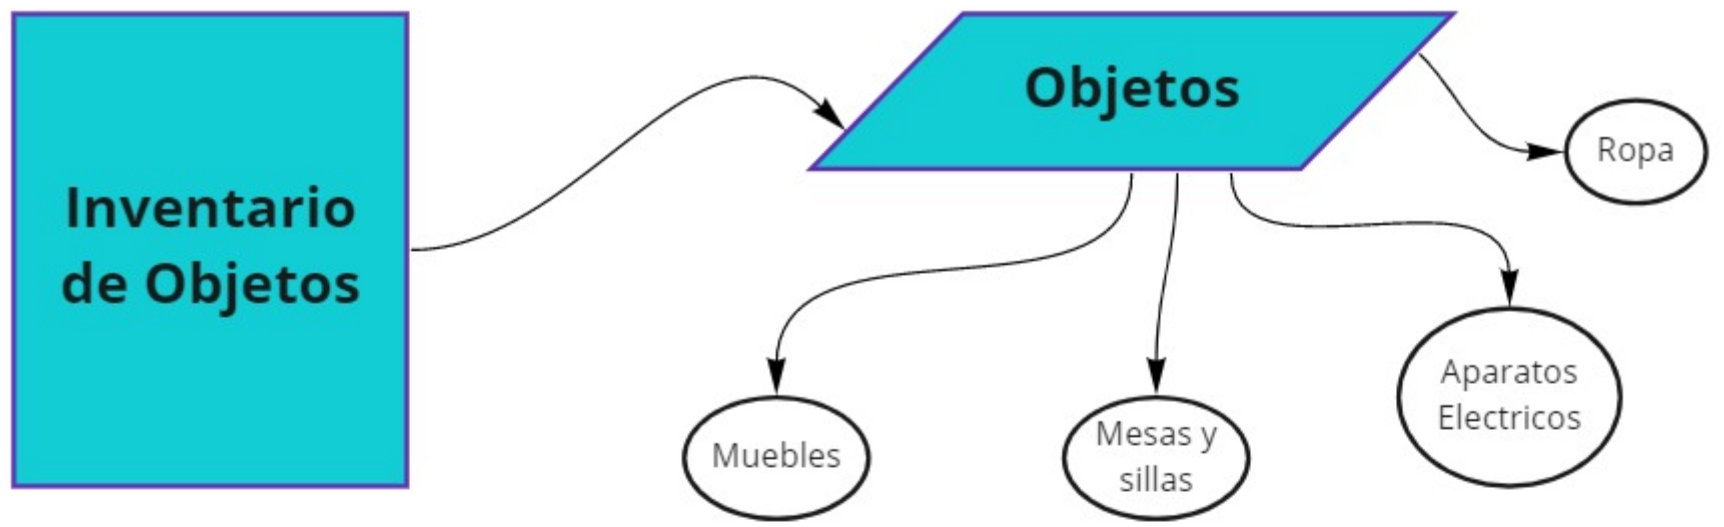 Inventario
de Objetos
Objetos
Ropa
Muebles
Mesas y
sillas
Aparatos
Electricos